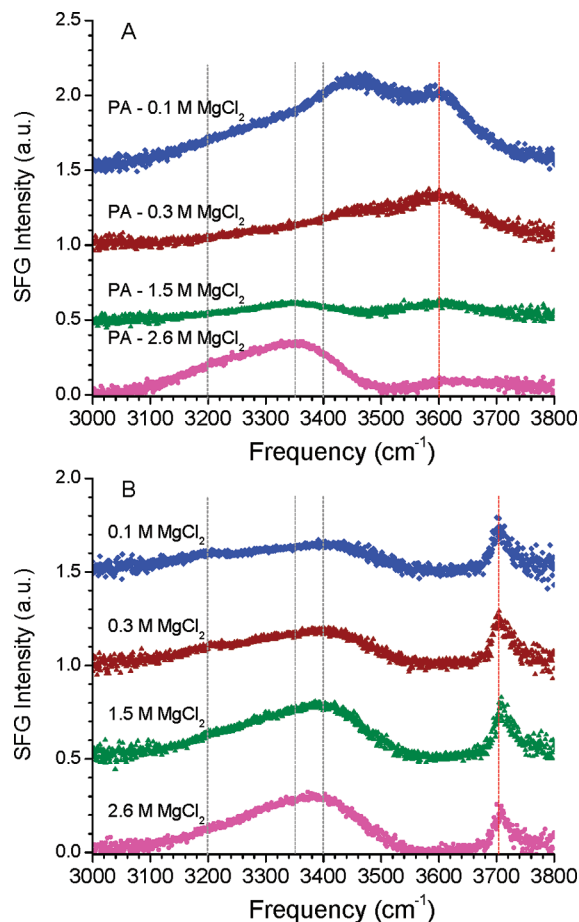 A
2.5
2.0
1.5
1.0
0.5
0.0
SFG Intensity (a.u.)
PA - 0.1 M MgCl₂
PA - 0.3 M MgCl₂
PA - 1.5 M MgCl₂
PA - 2.6 M MgCl₂
3000 3100 3200 3300 3400 3500 3600 3700 3800
Frequency (cm⁻¹)
B
2.0
1.5
1.0
0.5
0.0
SFG Intensity (a.u.)
0.1 M MgCl₂
0.3 M MgCl₂
1.5 M MgCl₂
2.6 M MgCl₂
3000 3100 3200 3300 3400 3500 3600 3700 3800
Frequency (cm⁻¹)